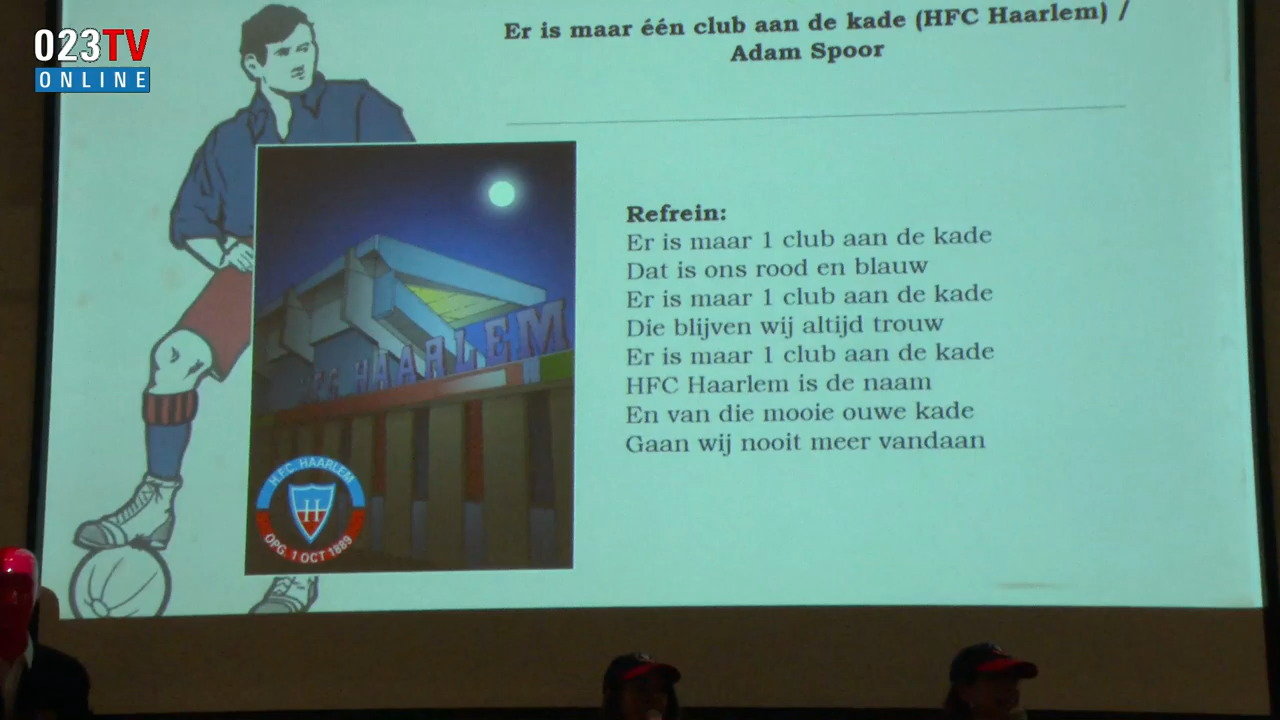 023TV
ONLINE
Er is maar één club aan de kade (HFC Haarlem) /
Adam Spoor
Refrein:
Er is maar 1 club aan de kade
Dat is ons rood en blauw
Er is maar 1 club aan de kade
Die blijven wij altijd trouw
Er is maar 1 club aan de kade
HFC Haarlem is de naam
En van die mooie ouwe kade
Gaan wij nooit meer vandaan
HFC HAARLEM
H.F.C. HAARLEM
H
OPG. 1 OCT 1889